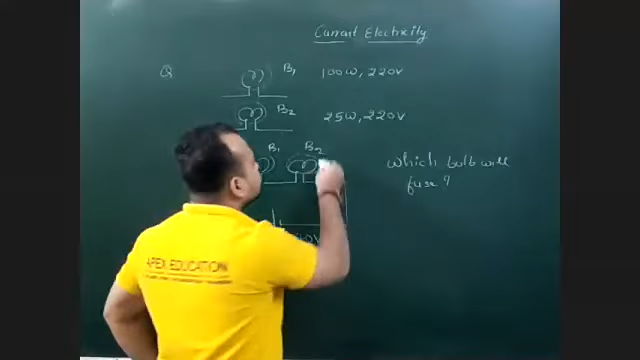 Current Electricity
Q B1 100W, 220V
B2 25W, 220V
B1 B2
which bulb will
fuse ?
APEX EDUCATION